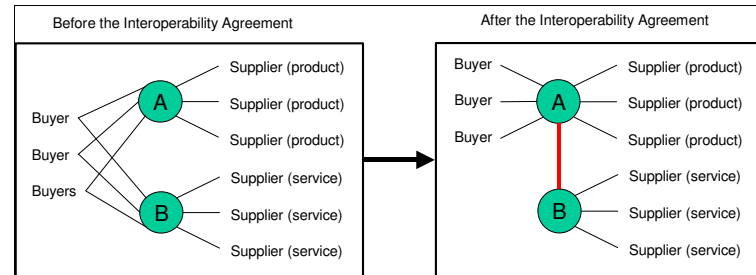 Before the Interoperability Agreement
Buyer
Buyer
Buyers
A
B
Supplier (product)
Supplier (product)
Supplier (product)
Supplier (service)
Supplier (service)
Supplier (service)
After the Interoperability Agreement
Buyer
Buyer
Buyer
A
B
Supplier (product)
Supplier (product)
Supplier (product)
Supplier (service)
Supplier (service)
Supplier (service)